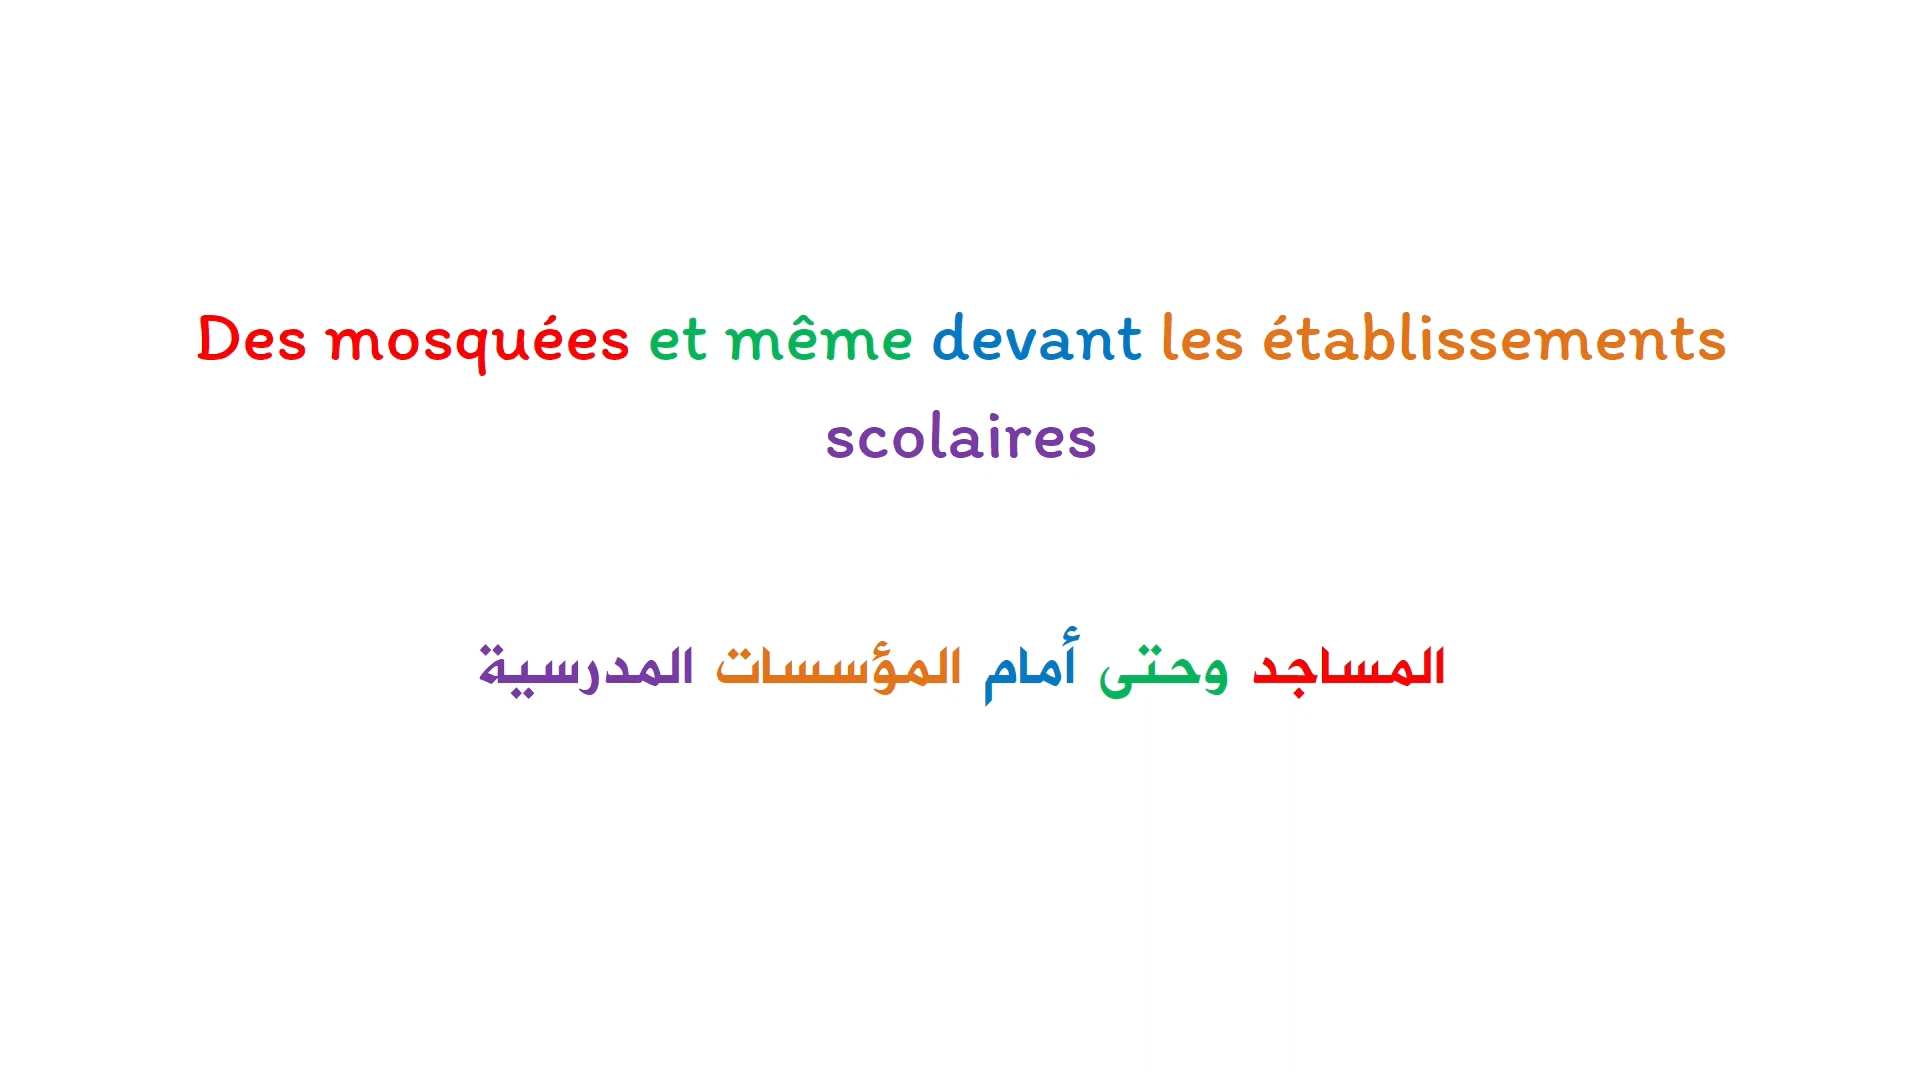 Des mosquées et même devant les établissements
scolaires
المساجد وحتى أمام المؤسسات المدرسية